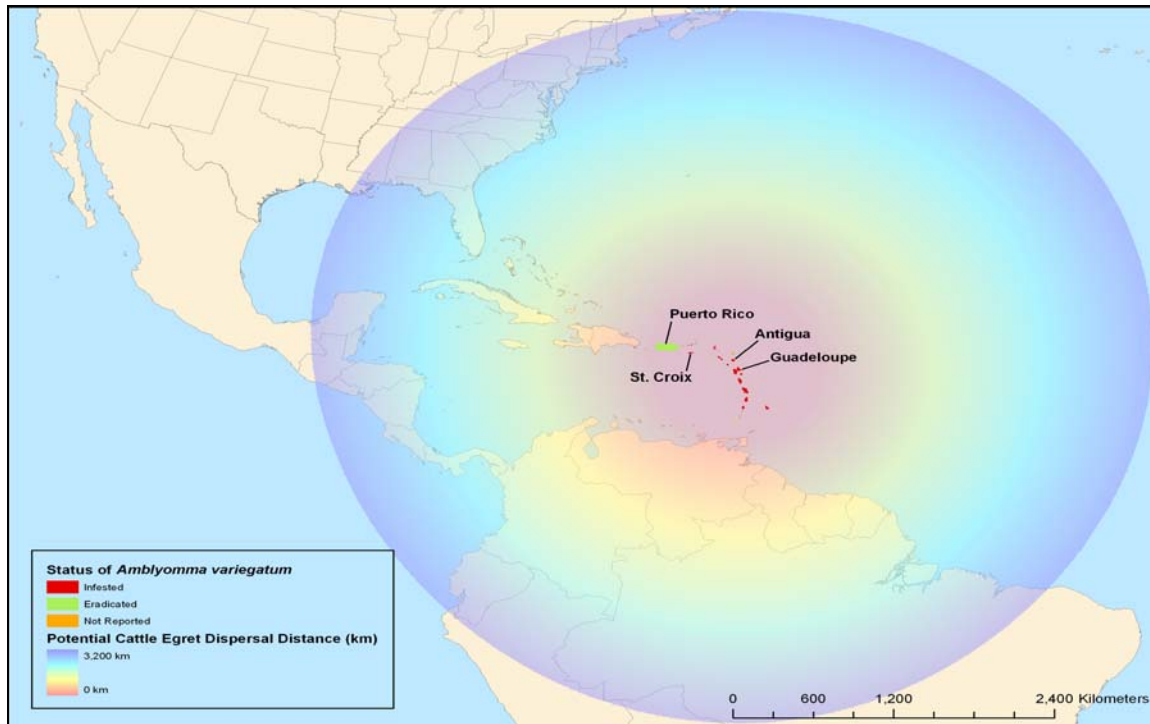 Puerto Rico
Antigua
Guadeloupe
St. Croix
Status of Amblyomma variegatum
Infested
Eradicated
Not Reported
Potential Cattle Egret Dispersal Distance (km)
3,200 km
0 km
0 600 1,200 2,400 Kilometers